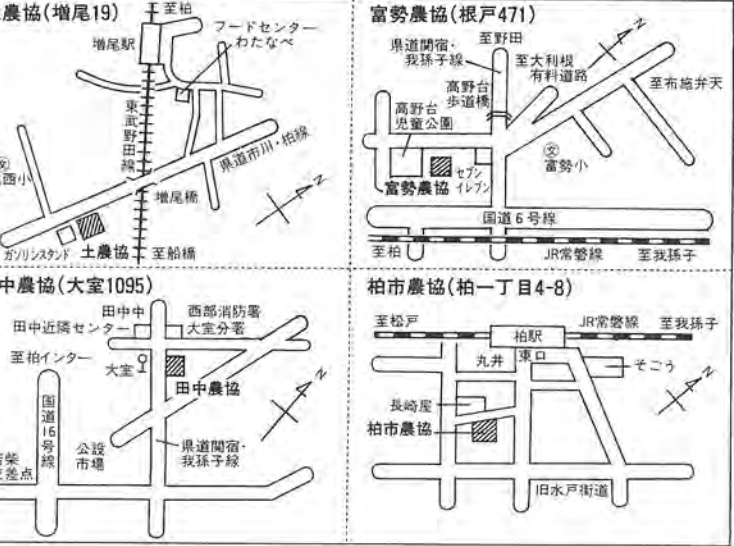 農協(増尾19)
至柏
増尾駅
フードセンター
わたなべ
東武野田線
県道市川・柏線
西小
増尾橋
ガソリンスタンド
土農協
至船橋
N
富勢農協(根戸471)
県道関宿・
我孫子線
至野田
至大利根
有料道路
至布施弁天
高野台
歩道橋
高野台
児童公園
文
富勢小
富勢農協
セブン
イレブン
国道6号線
至柏
JR常磐線
至我孫子
N
中農協(大室1095)
田中中
西部消防署
大室分署
田中近隣センター
至柏インター
大室
田中農協
国道16号線
公設
市場
県道関宿・
我孫子線
差点
N
柏市農協(柏一丁目4-8)
至松戸
JR常磐線
至我孫子
柏駅
丸井
東口
そごう
長崎屋
柏市農協
旧水戸街道
N